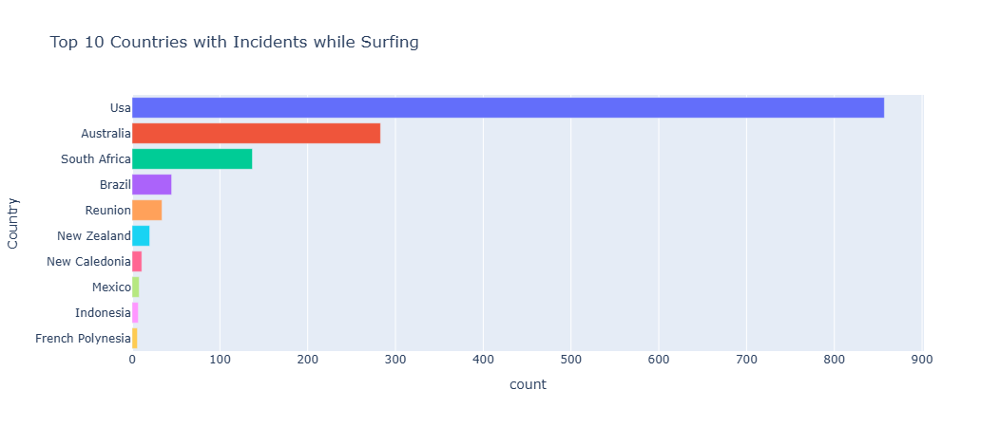 Top 10 Countries with Incidents while Surfing
Country
Usa
Australia
South Africa
Brazil
Reunion
New Zealand
New Caledonia
Mexico
Indonesia
French Polynesia
0 100 200 300 400 500 600 700 800 900
count